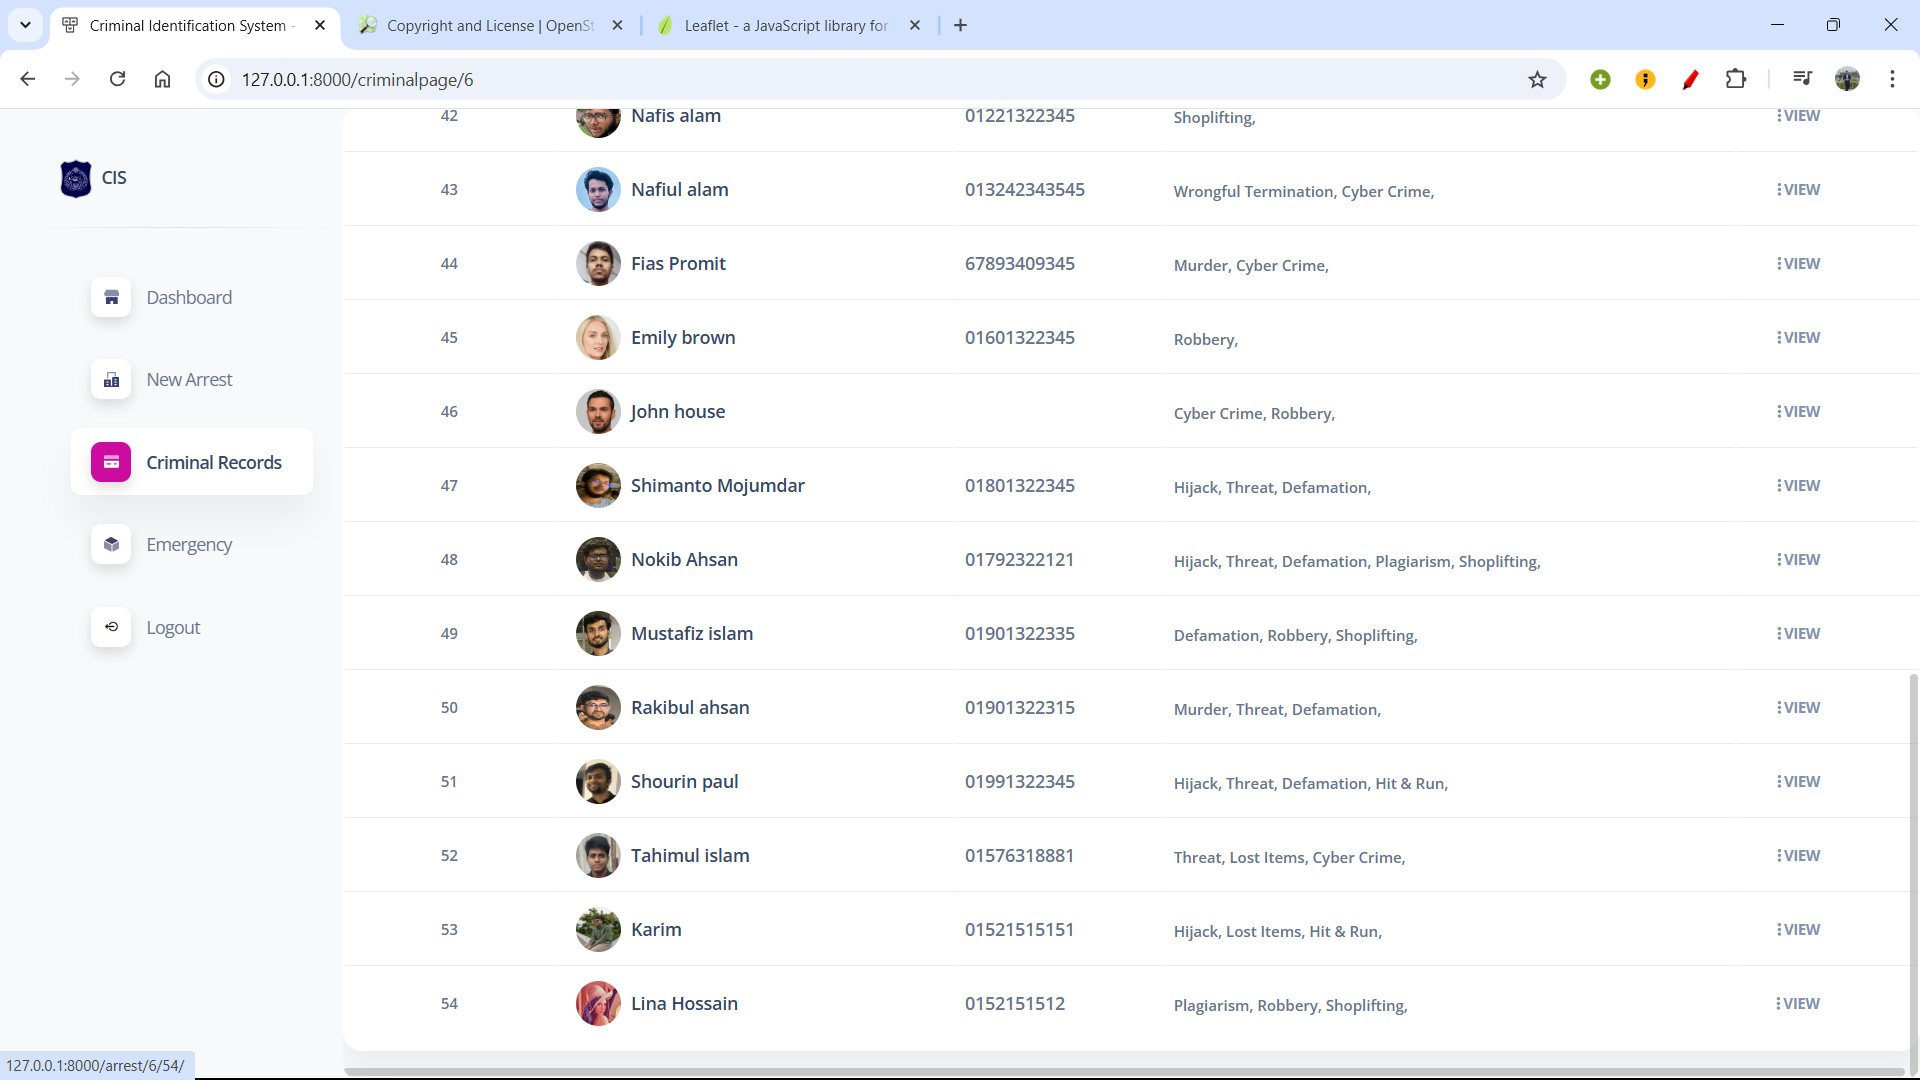 Criminal Identification System -
Copyright and License | OpenSt
Leaflet - a JavaScript library for
127.0.0.1:8000/criminalpage/6
CIS
Dashboard
New Arrest
Criminal Records
Emergency
Logout
42 Nafis alam 01221322345 Shoplifting, VIEW
43 Nafiul alam 013242343545 Wrongful Termination, Cyber Crime, VIEW
44 Fias Promit 67893409345 Murder, Cyber Crime, VIEW
45 Emily brown 01601322345 Robbery, VIEW
46 John house Cyber Crime, Robbery, VIEW
47 Shimanto Mojumdar 01801322345 Hijack, Threat, Defamation, VIEW
48 Nokib Ahsan 01792322121 Hijack, Threat, Defamation, Plagiarism, Shoplifting, VIEW
49 Mustafiz islam 01901322335 Defamation, Robbery, Shoplifting, VIEW
50 Rakibul ahsan 01901322315 Murder, Threat, Defamation, VIEW
51 Shourin paul 01991322345 Hijack, Threat, Defamation, Hit & Run, VIEW
52 Tahimul islam 01576318881 Threat, Lost Items, Cyber Crime, VIEW
53 Karim 01521515151 Hijack, Lost Items, Hit & Run, VIEW
54 Lina Hossain 0152151512 Plagiarism, Robbery, Shoplifting, VIEW
127.0.0.1:8000/arrest/6/54/